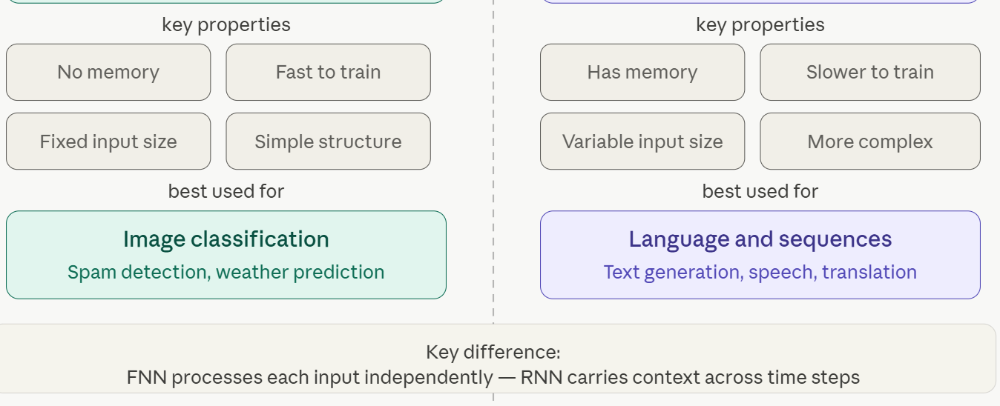 key properties
No memory
Fast to train
Fixed input size
Simple structure
best used for
Image classification
Spam detection, weather prediction
key properties
Has memory
Slower to train
Variable input size
More complex
best used for
Language and sequences
Text generation, speech, translation
Key difference:
FNN processes each input independently — RNN carries context across time steps